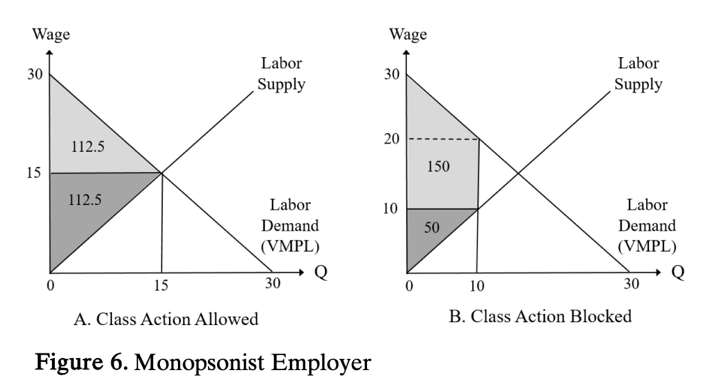 Wage
30
15
0
112.5
112.5
15
30
Q
Labor
Supply
Labor
Demand
(VMPL)
A. Class Action Allowed
Wage
30
20
10
0
150
50
10
30
Q
Labor
Supply
Labor
Demand
(VMPL)
B. Class Action Blocked
Figure 6. Monopsonist Employer